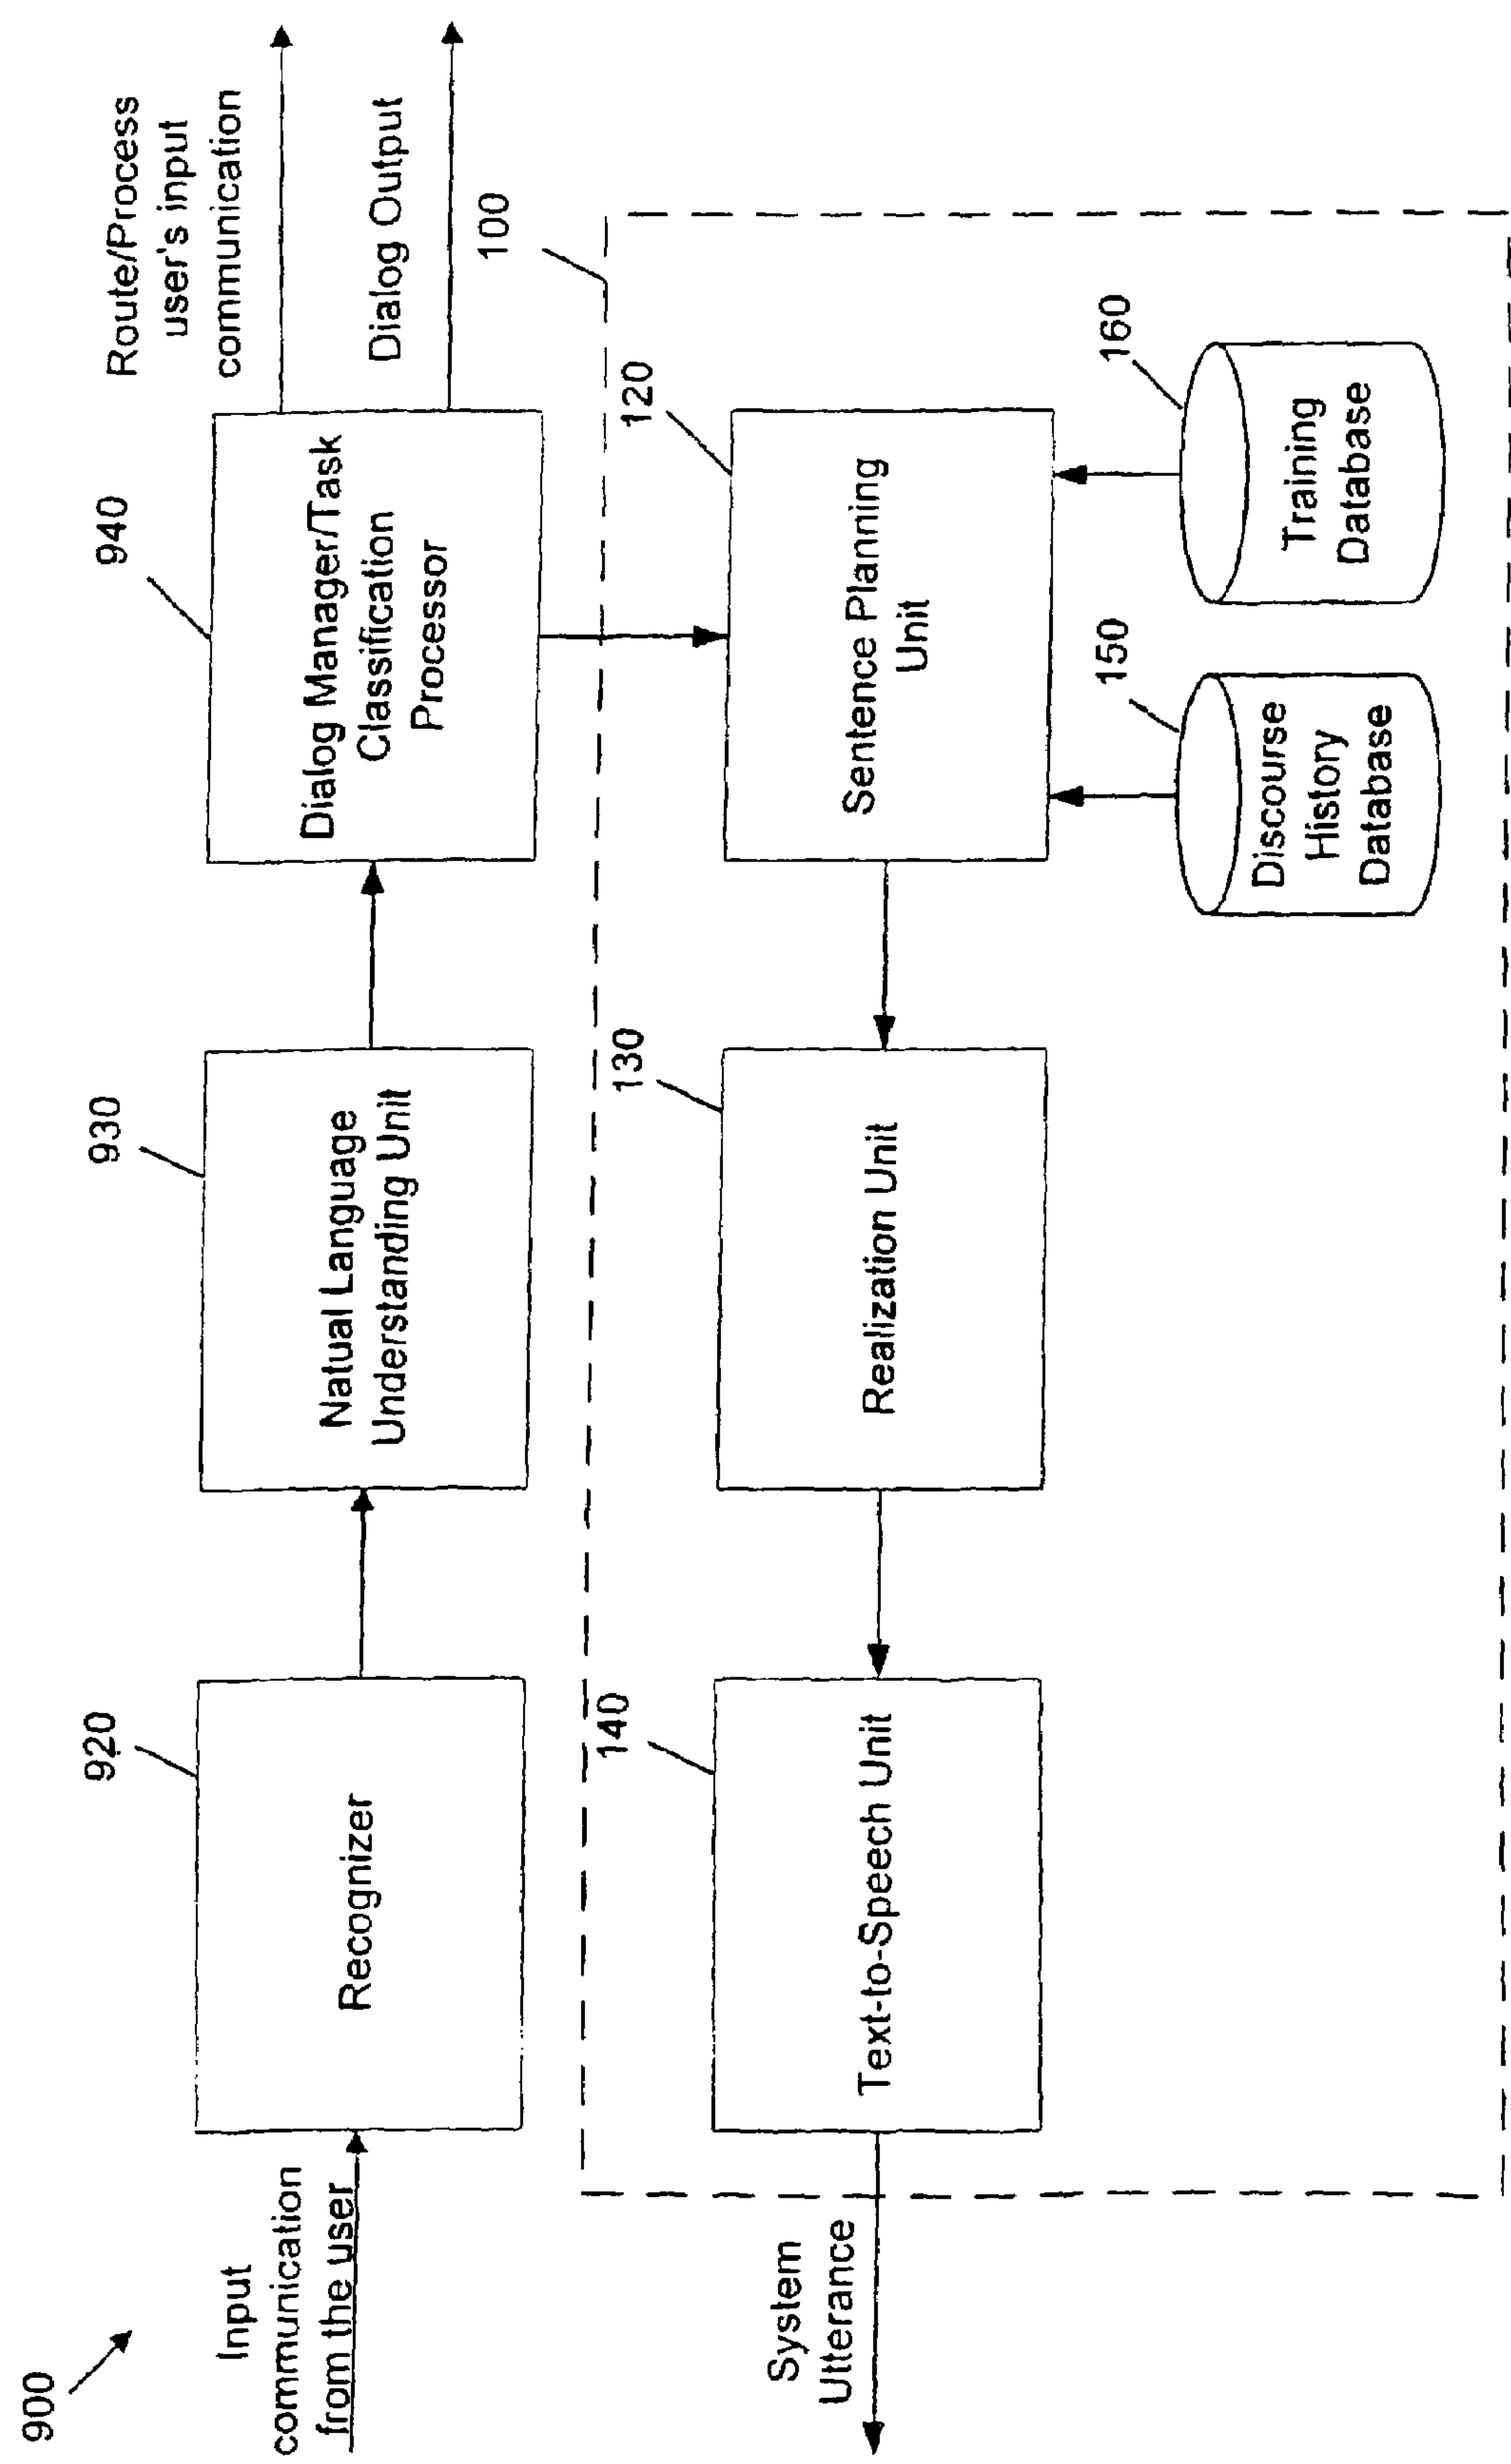 900
Input
communication
from the user
920
Recognizer
930
Natual Language
Understanding Unit
940
Dialog Manager/Task
Classification
Processor
Route/Process
user's input
communication
Dialog Output
100
System
Utterance
140
Text-to-Speech Unit
130
Realization Unit
120
Sentence Planning
Unit
150
Discourse
History
Database
160
Training
Database